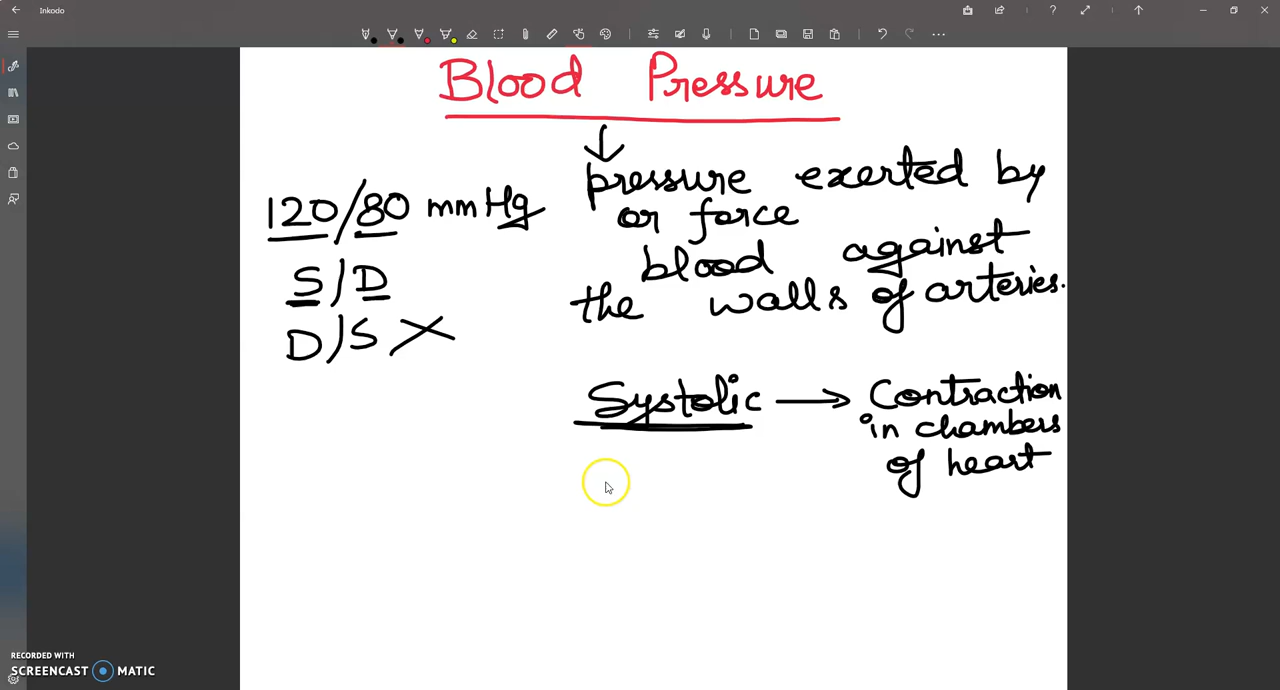 Inkodo
Blood Pressure
↓
120/80 mmHg
S/D
D/S ×
pressure exerted by
or force
blood against
the walls of arteries.
Systolic → Contraction
in chambers
of heart
RECORDED WITH
SCREENCAST MATIC